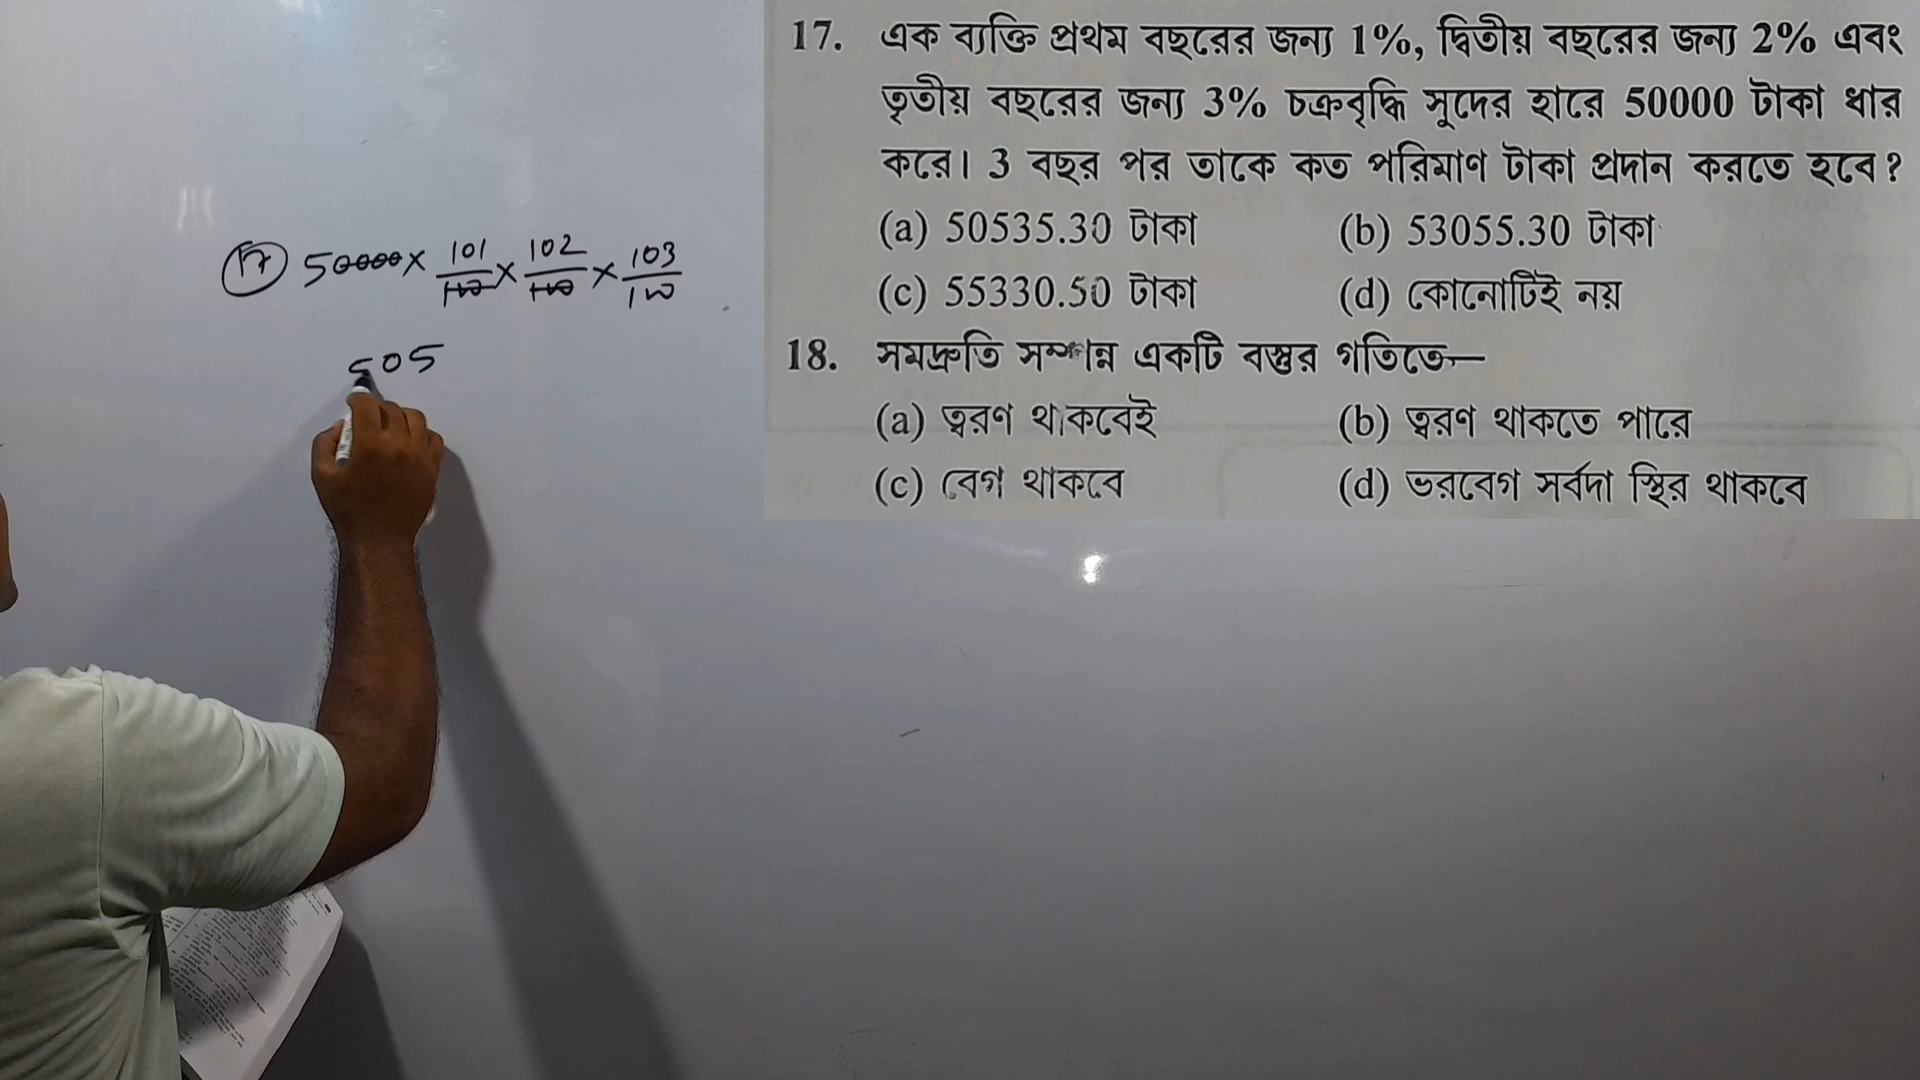 17. এক ব্যক্তি প্রথম বছরের জন্য 1%, দ্বিতীয় বছরের জন্য 2% এবং
তৃতীয় বছরের জন্য 3% চক্রবৃদ্ধি সুদের হারে 50000 টাকা ধার
করে। 3 বছর পর তাকে কত পরিমাণ টাকা প্রদান করতে হবে?
(a) 50535.30 টাকা (b) 53055.30 টাকা
(c) 55330.50 টাকা (d) কোনোটিই নয়
18. সমদ্রুতি সম্পন্ন একটি বস্তুর গতিতে—
(a) ত্বরণ থাকবেই (b) ত্বরণ থাকতে পারে
(c) বেগ থাকবে (d) ভরবেগ সর্বদা স্থির থাকবে
17 50000 × 101/100 × 102/100 × 103/100
505